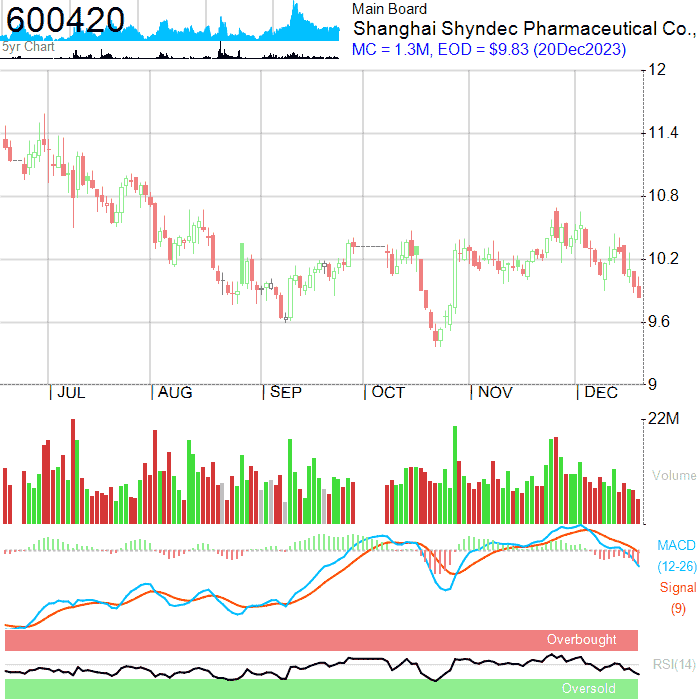 600420
5yr Chart
Main Board
Shanghai Shyndec Pharmaceutical Co.,
MC = 1.3M, EOD = $9.83 (20Dec2023)
12
11.4
10.8
10.2
9.6
9
JUL AUG SEP OCT NOV DEC
22M
Volume
MACD
(12-26)
Signal
(9)
Overbought
RSI(14)
Oversold